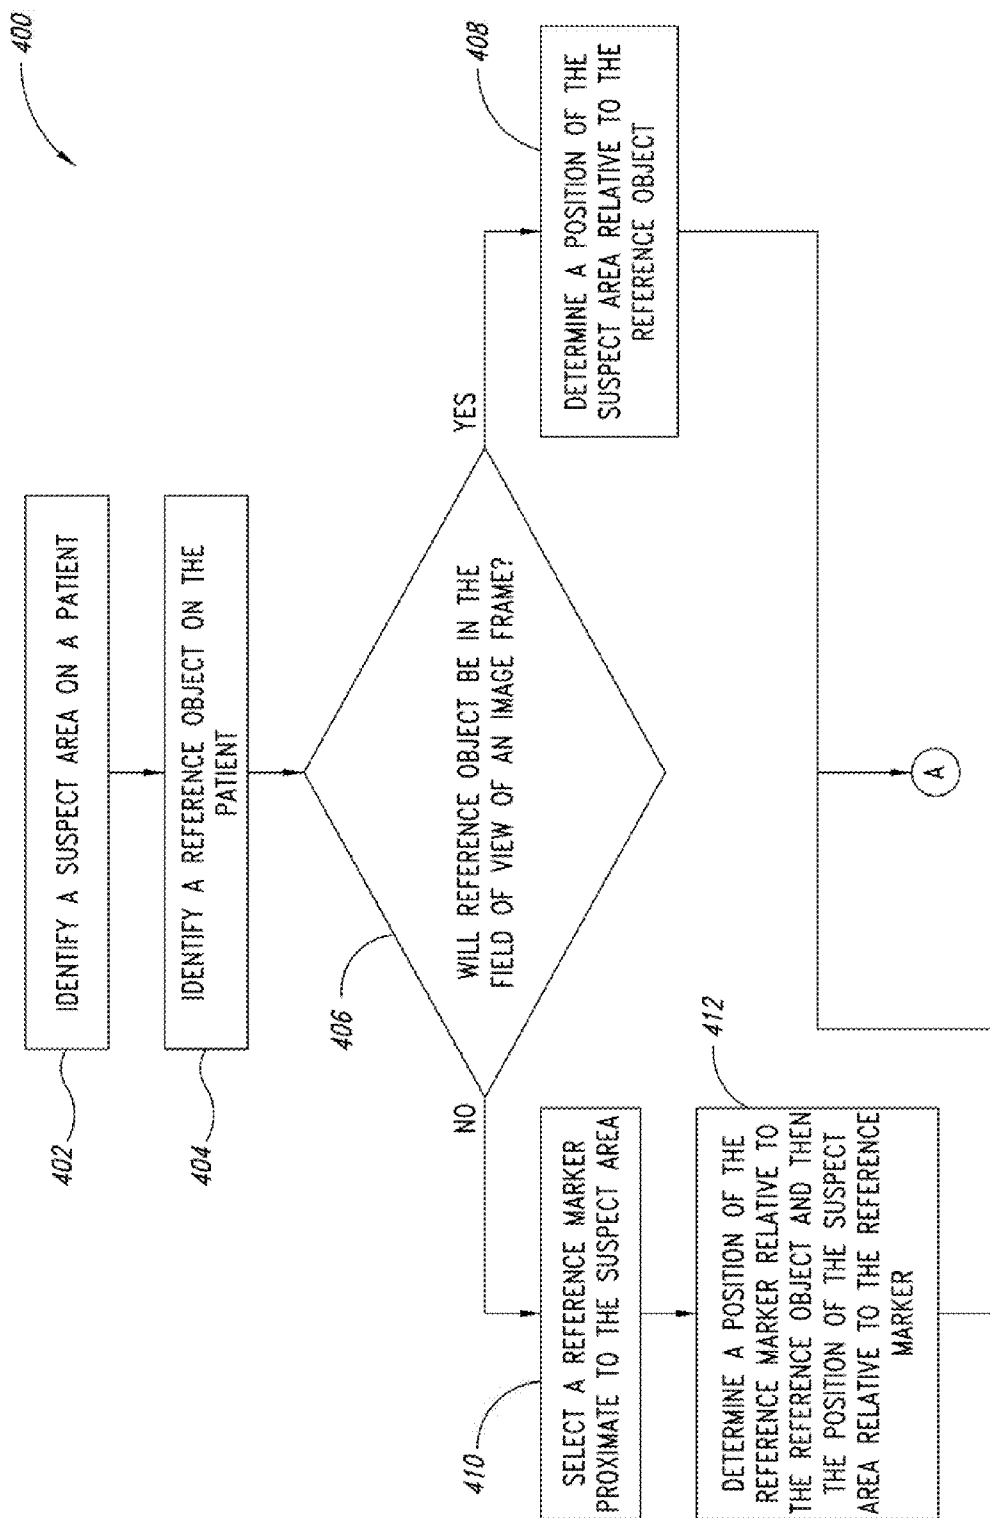 400
IDENTIFY A SUSPECT AREA ON A PATIENT
402
IDENTIFY A REFERENCE OBJECT ON THE
PATIENT
404
WILL REFERENCE OBJECT BE IN THE
FIELD OF VIEW OF AN IMAGE FRAME?
406
NO
YES
SELECT A REFERENCE MARKER
PROXIMATE TO THE SUSPECT AREA
410
DETERMINE A POSITION OF THE
SUSPECT AREA RELATIVE TO THE
REFERENCE OBJECT
408
DETERMINE A POSITION OF THE
REFERENCE MARKER RELATIVE TO
THE REFERENCE OBJECT AND THEN
THE POSITION OF THE SUSPECT
AREA RELATIVE TO THE REFERENCE
MARKER
412
A